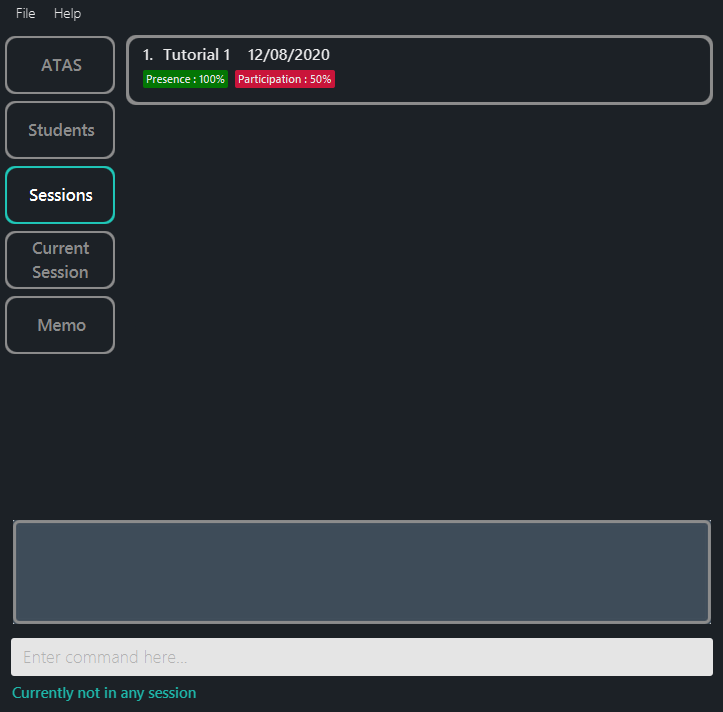 File Help
ATAS
Students
Sessions
Current
Session
Memo
1. Tutorial 1 12/08/2020
Presence : 100% Participation : 50%
Enter command here...
Currently not in any session